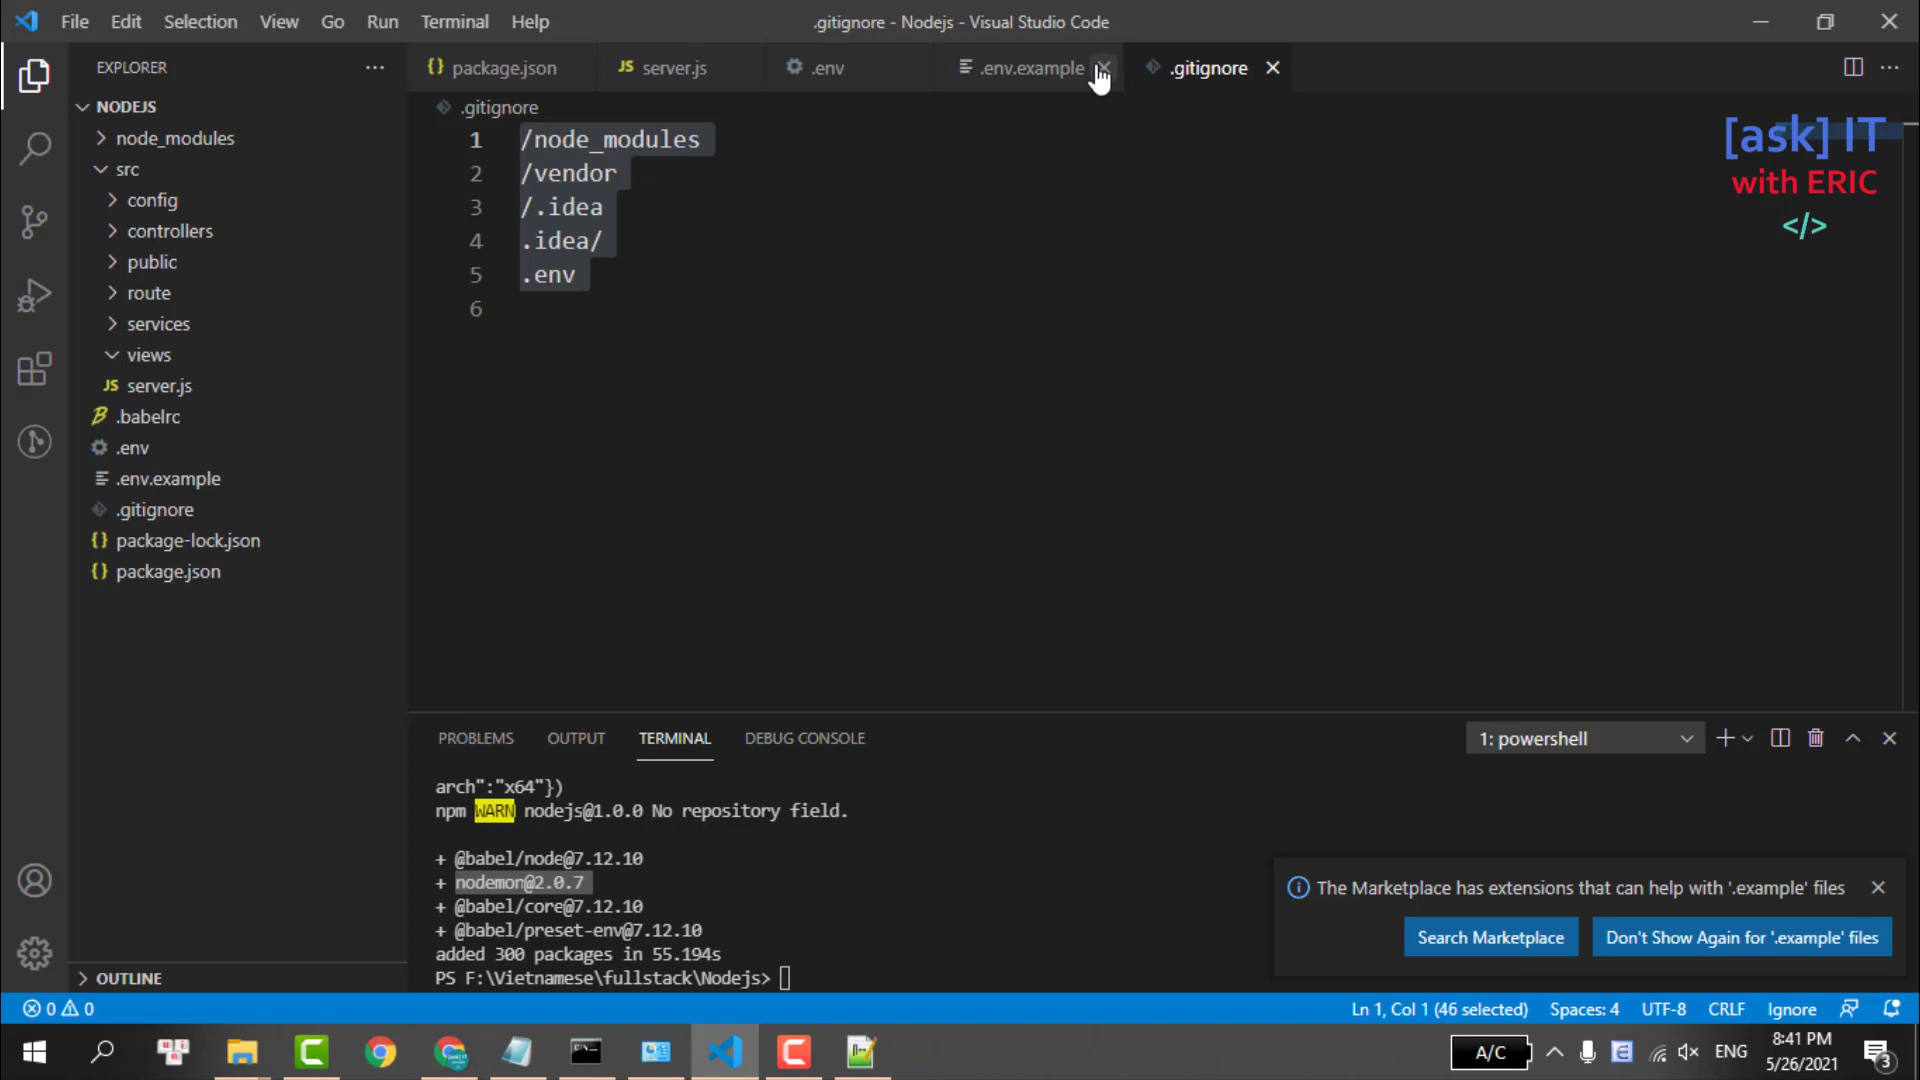 File Edit Selection View Go Run Terminal Help
.gitignore - Nodejs - Visual Studio Code
EXPLORER
package.json
server.js
.env
.env.example
.gitignore
NODEJS
node_modules
src
config
controllers
public
route
services
views
JS server.js
.babelrc
.env
.env.example
.gitignore
{} package-lock.json
{} package.json
OUTLINE
.gitignore
1 /node_modules
2 /vendor
3 /.idea
4 .idea/
5 .env
6
[ask] IT
with ERIC
</>
PROBLEMS OUTPUT TERMINAL DEBUG CONSOLE
1: powershell
arch":"x64"})
npm WARN nodejs@1.0.0 No repository field.
+ @babel/node@7.12.10
+ nodemon@2.0.7
+ @babel/core@7.12.10
+ @babel/preset-env@7.12.10
added 300 packages in 55.194s
PS F:\Vietnamese\fullstack\Nodejs>
The Marketplace has extensions that can help with '.example' files
Search Marketplace
Don't Show Again for '.example' files
0 0
Ln 1, Col 1 (46 selected) Spaces: 4 UTF-8 CRLF Ignore
A/C
ENG
8:41 PM
5/26/2021
3